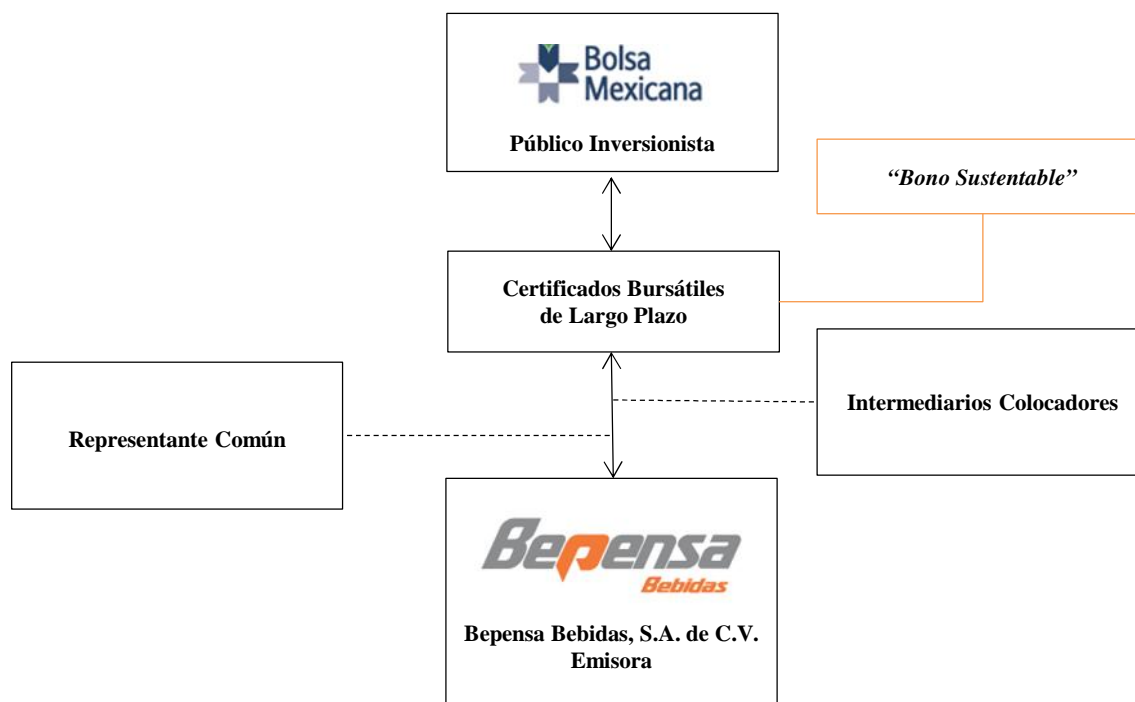 Bolsa
Mexicana
Público Inversionista
“Bono Sustentable”
Certificados Bursátiles
de Largo Plazo
Intermediarios Colocadores
Representante Común
Bepensa
Bebidas
Bepensa Bebidas, S.A. de C.V.
Emisora